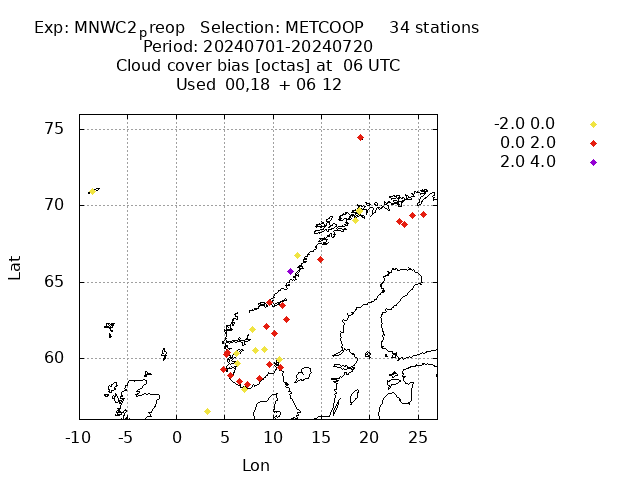 Exp: MNWC2preop   Selection: METCOOP     34 stations
Period: 20240701-20240720
Cloud cover bias [octas] at  06 UTC
Used  00,18  + 06 12
-2.0 0.0
0.0 2.0
2.0 4.0
75
70
65
60
Lat
-10 -5 0 5 10 15 20 25
Lon